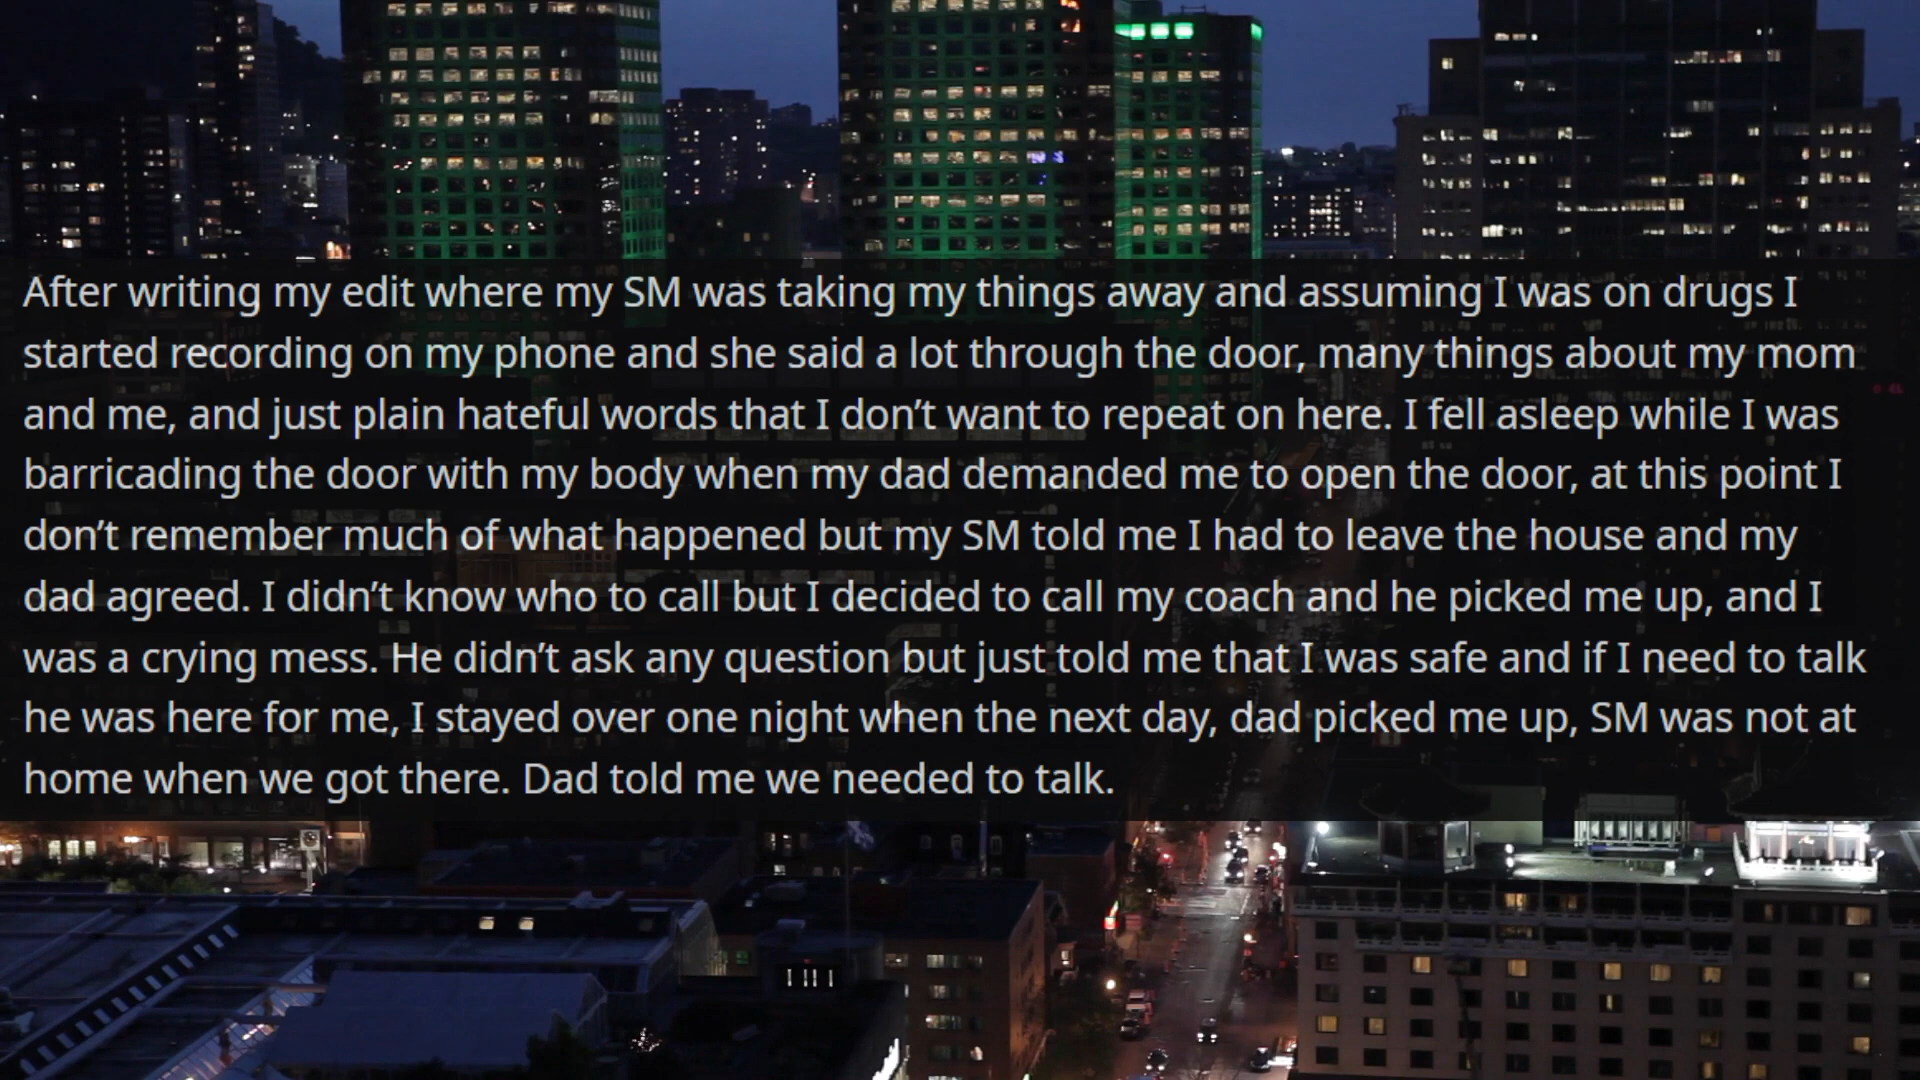 After writing my edit where my SM was taking my things away and assuming I was on drugs I
started recording on my phone and she said a lot through the door, many things about my mom
and me, and just plain hateful words that I don’t want to repeat on here. I fell asleep while I was
barricading the door with my body when my dad demanded me to open the door, at this point I
don’t remember much of what happened but my SM told me I had to leave the house and my
dad agreed. I didn’t know who to call but I decided to call my coach and he picked me up, and I
was a crying mess. He didn’t ask any question but just told me that I was safe and if I need to talk
he was here for me, I stayed over one night when the next day, dad picked me up, SM was not at
home when we got there. Dad told me we needed to talk.